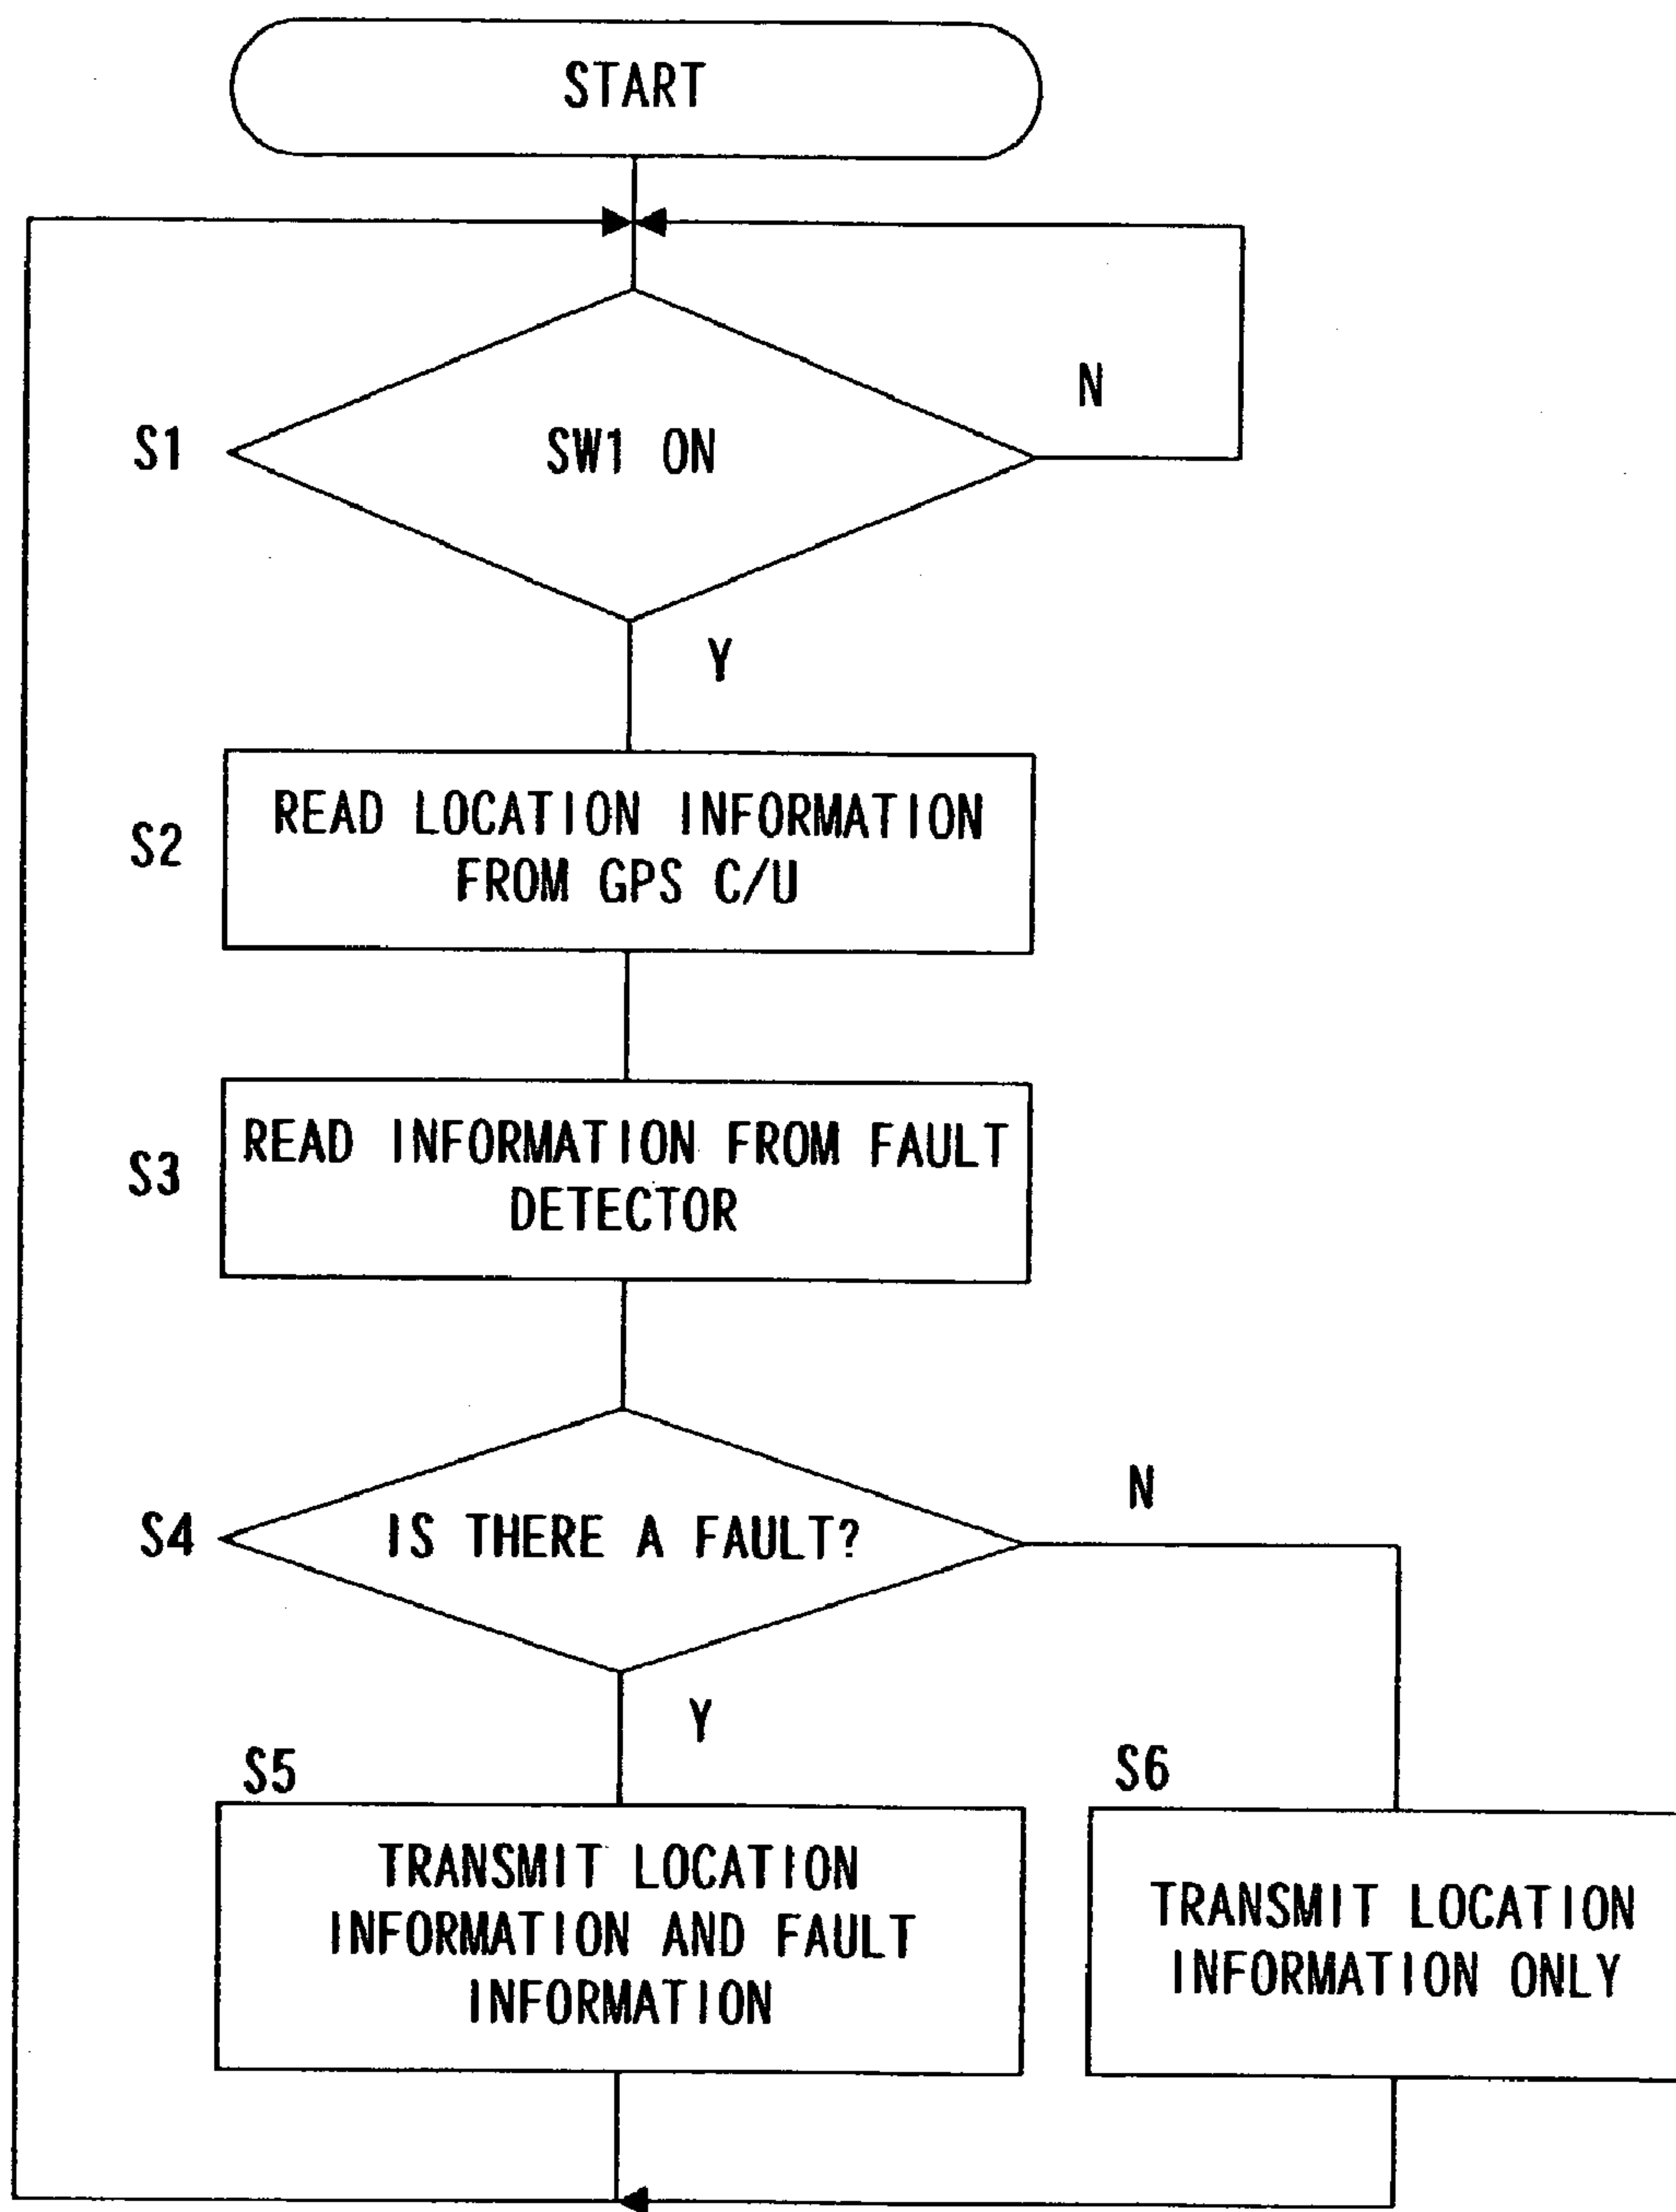 START
N
S1
SW1 ON
Y
S2
READ LOCATION INFORMATION
FROM GPS C/U
S3
READ INFORMATION FROM FAULT
DETECTOR
N
S4
IS THERE A FAULT?
Y
S5
TRANSMIT LOCATION
INFORMATION AND FAULT
INFORMATION
S6
TRANSMIT LOCATION
INFORMATION ONLY